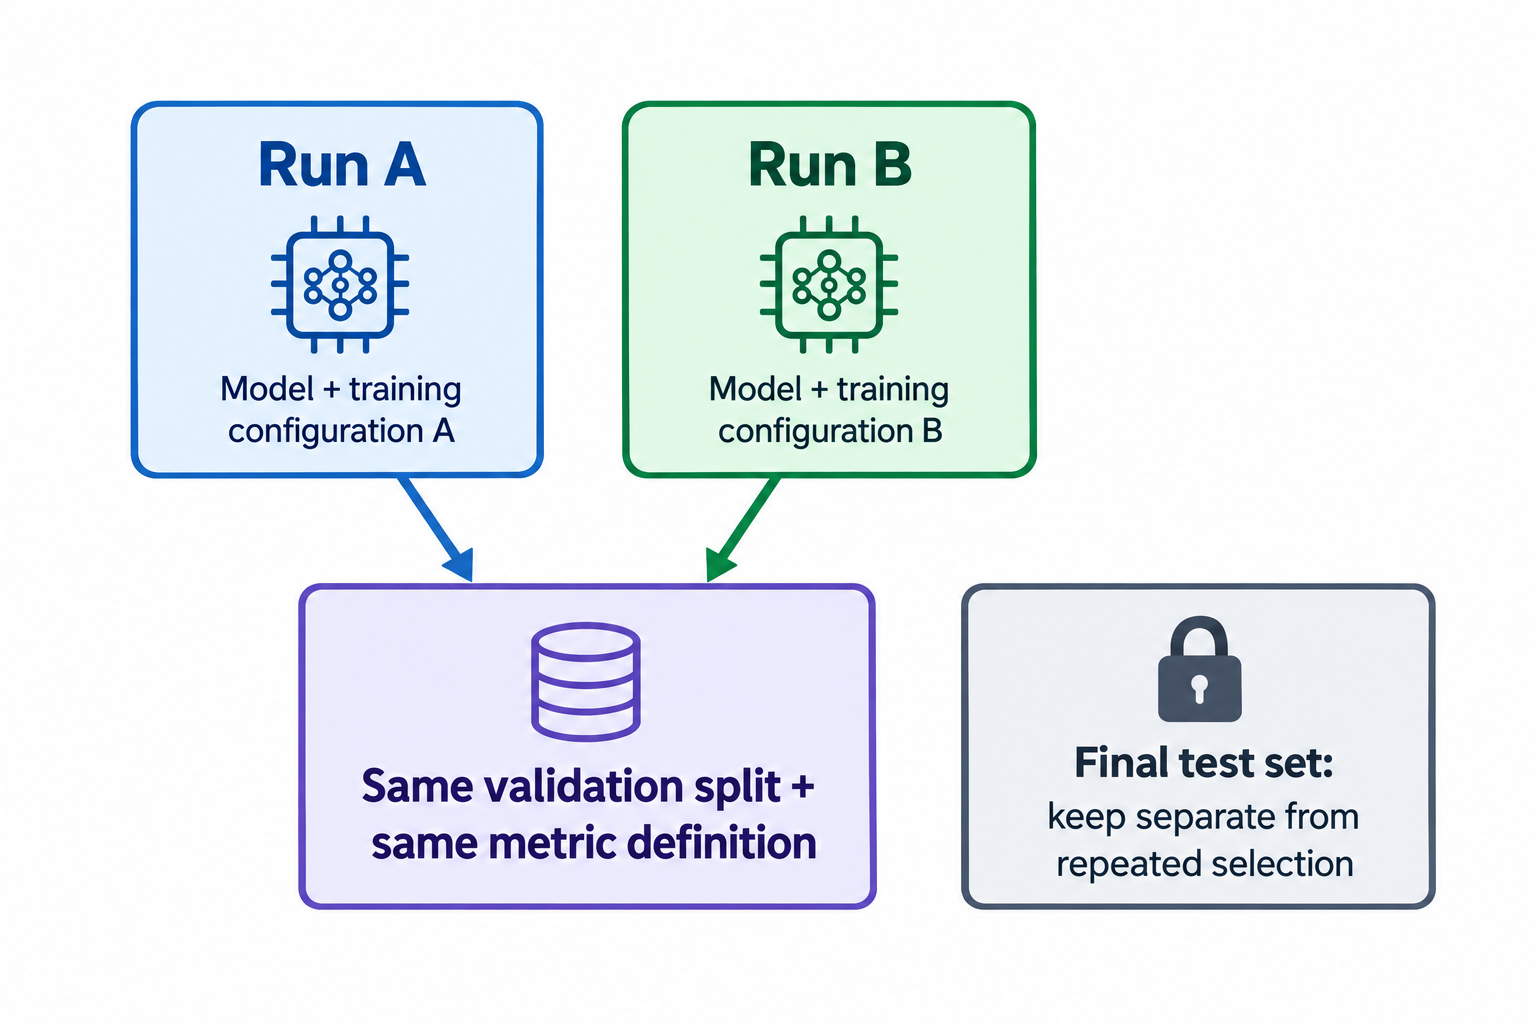 Run A
Model + training
configuration A
Run B
Model + training
configuration B
Same validation split +
same metric definition
Final test set:
keep separate from
repeated selection